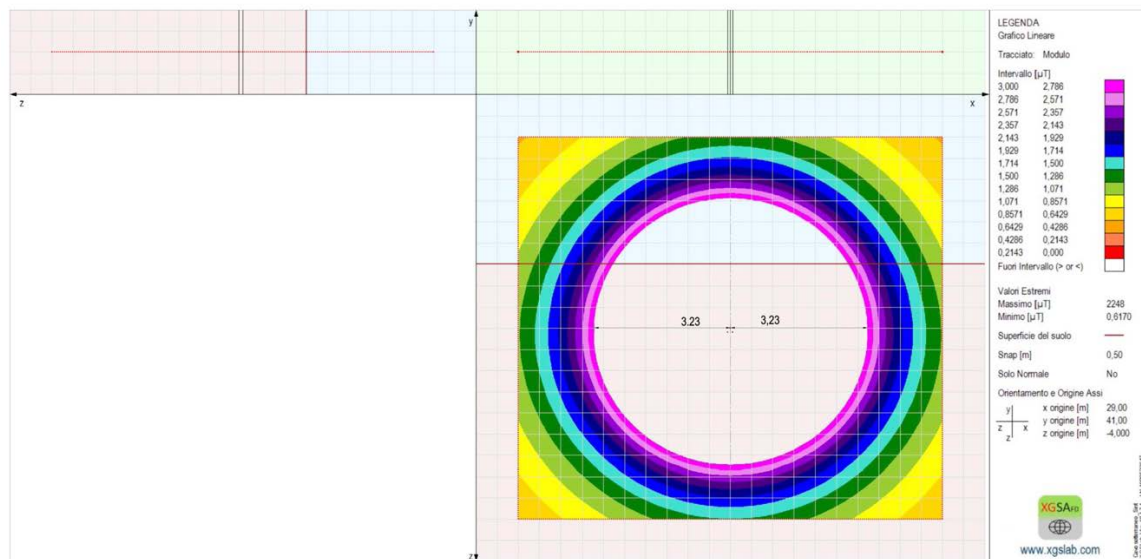 y
z
x
3.23
3,23
z
LEGENDA
Grafico Lineare
Tracciato: Modulo
Intervallo [µT]
3,000 2,786
2,786 2,571
2,571 2,357
2,357 2,143
2,143 1,929
1,929 1,714
1,714 1,500
1,500 1,286
1,286 1,071
1,071 0,8571
0,8571 0,6429
0,6429 0,4286
0,4286 0,2143
0,2143 0,000
Fuori Intervallo (> or <)
Valori Estremi
Massimo [µT] 2248
Minimo [µT] 0,6170
Superficie del suolo
Snap [m] 0,50
Solo Normale No
Orientamento e Origine Assi
y x origine [m] 29,00
z x y origine [m] 41,00
z z origine [m] -4,000
XGSA FD
www.xgslab.com